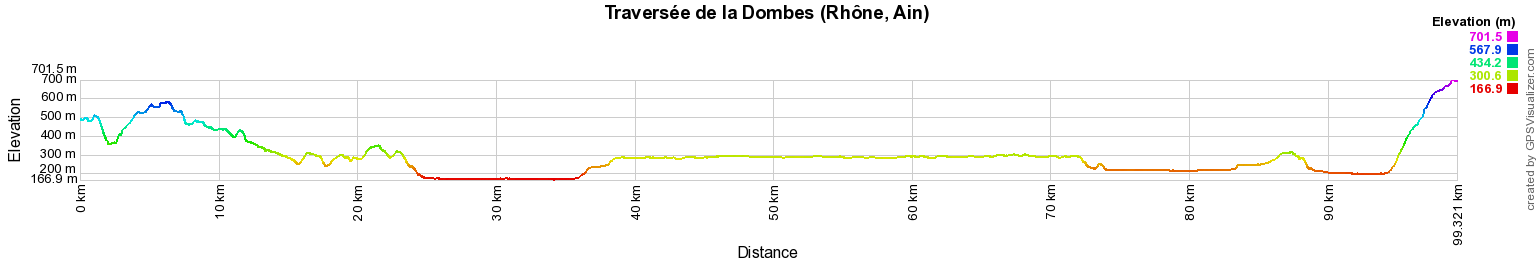 Traversée de la Dombes (Rhône, Ain)
Elevation (m)
701.5
567.9
434.2
300.6
166.9
701.5 m
700 m
600 m
500 m
400 m
300 m
200 m
166.9 m
Elevation
0 km
10 km
20 km
30 km
40 km
50 km
60 km
70 km
80 km
90 km
99.321 km
Distance
created by GPSVisualizer.com